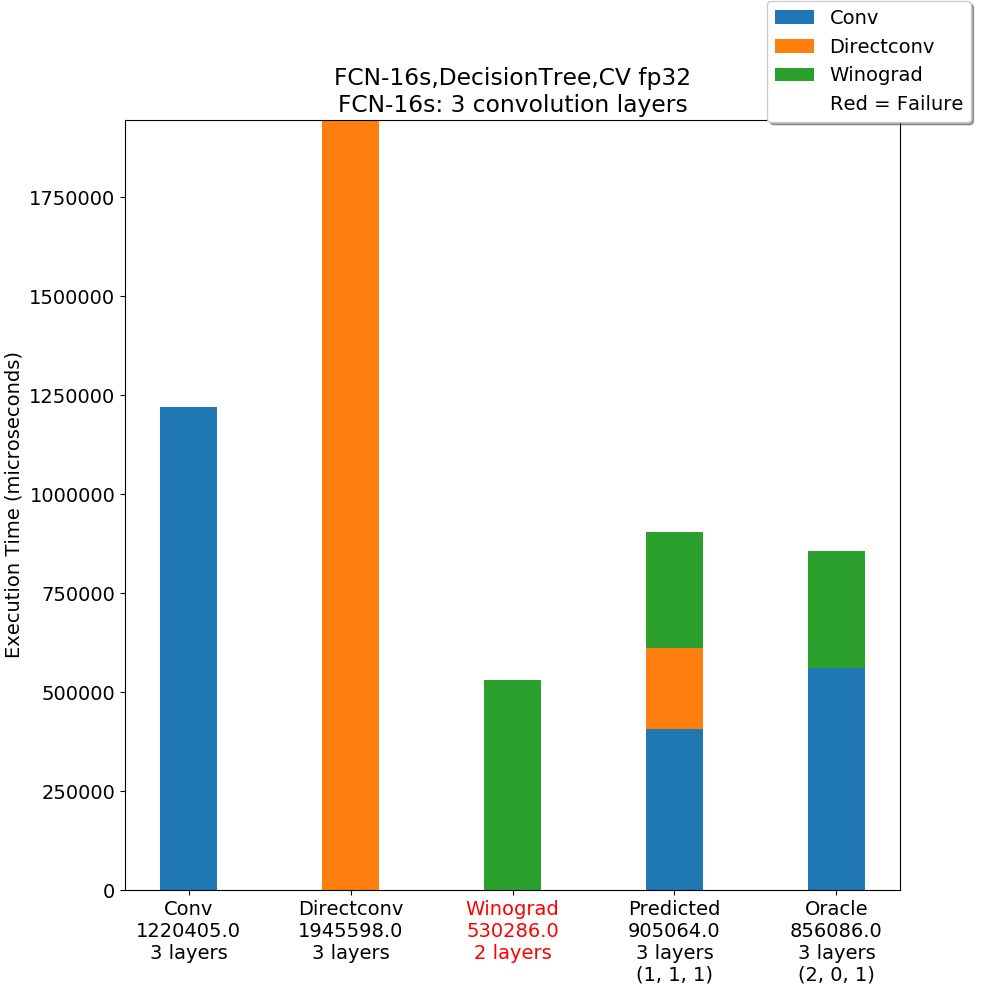 Conv
Directconv
Winograd
Red = Failure
FCN-16s,DecisionTree,CV fp32
FCN-16s: 3 convolution layers
Execution Time (microseconds)
1750000
1500000
1250000
1000000
750000
500000
250000
0
Conv
1220405.0
3 layers
Directconv
1945598.0
3 layers
Winograd
530286.0
2 layers
Predicted
905064.0
3 layers
(1, 1, 1)
Oracle
856086.0
3 layers
(2, 0, 1)